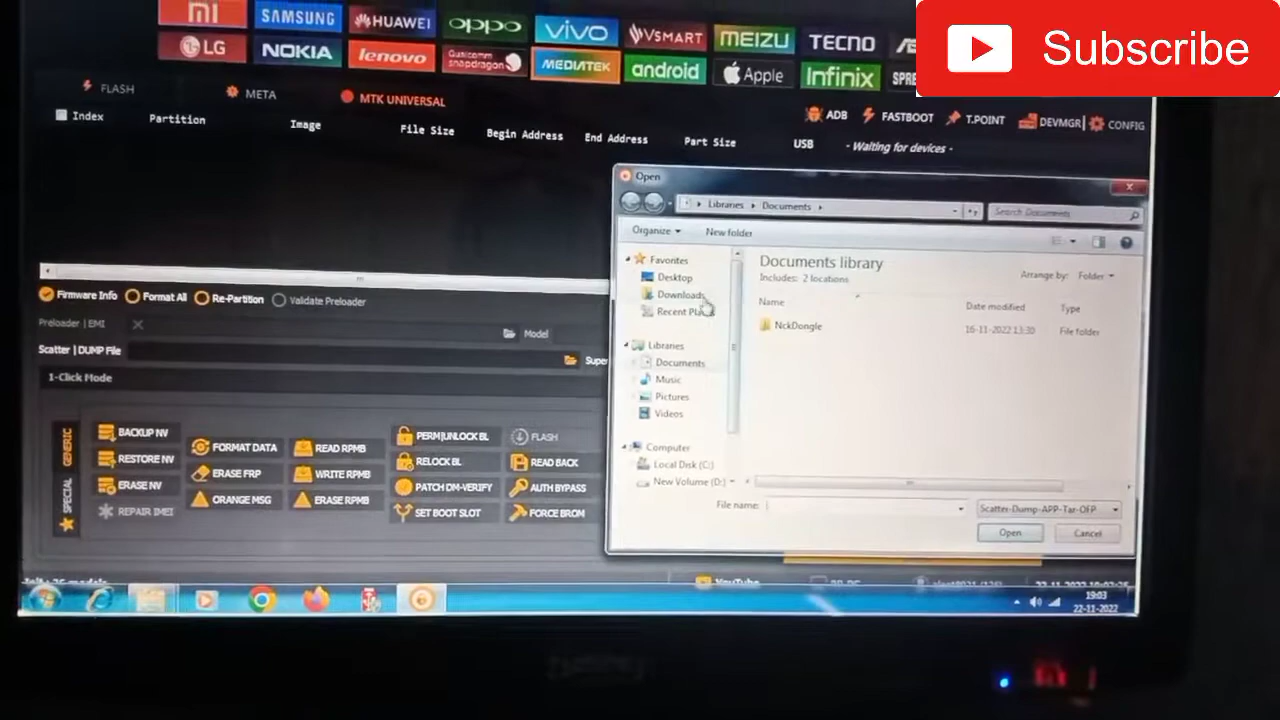 mi SAMSUNG HUAWEI oppo vivo VSMART MEIZU TECNO
Subscribe
LG NOKIA lenovo Qualcomm snapdragon MEDIATEK android Apple Infinix SPRE
FLASH META MTK UNIVERSAL
ADB FASTBOOT T.POINT DEVMGR CONFIG
Index Partition Image File Size Begin Address End Address Part Size USB - Waiting for devices -
Open
Libraries Documents Search Documents
Organize New folder
Favorites
Desktop
Downloads
Recent Pla
Libraries
Documents
Music
Pictures
Videos
Computer
Local Disk (C:)
New Volume (D:)
Documents library
Includes: 2 locations
Arrange by: Folder
Name Date modified Type
NckDongle 16-11-2022 13:30 File folder
File name: Scatter-Dump-APP-Tar-OFP
Open Cancel
Firmware Info Format All Re-Partition Validate Preloader
Preloader | EMI Model
Scatter | DUMP File Super
1-Click Mode
GENERIC
SPECIAL
BACKUP NV
RESTORE NV
ERASE NV
REPAIR IMEI
FORMAT DATA
ERASE FRP
ORANGE MSG
READ RPMB
WRITE RPMB
ERASE RPMB
PERM|UNLOCK BL
RELOCK BL
PATCH DM-VERIFY
SET BOOT SLOT
FLASH
READ BACK
AUTH BYPASS
FORCE BROM
YouTube
19:03
22-11-2022